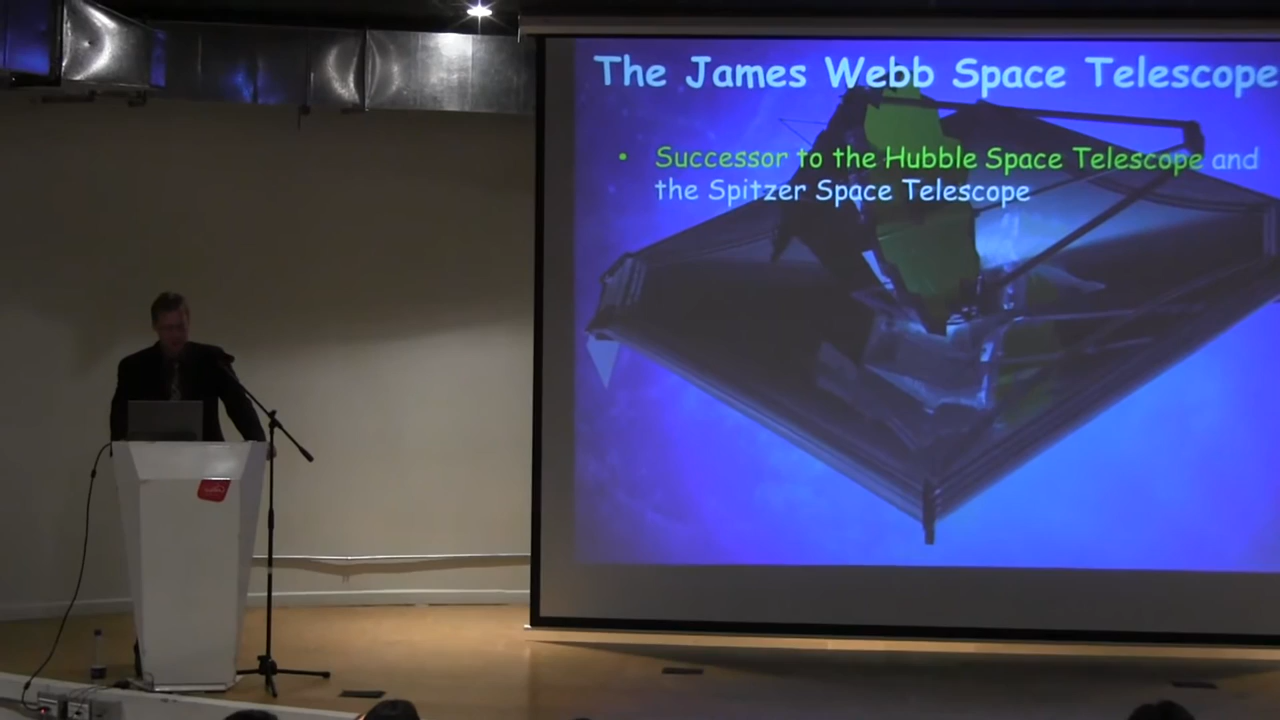 The James Webb Space Telescope
• Successor to the Hubble Space Telescope and
the Spitzer Space Telescope